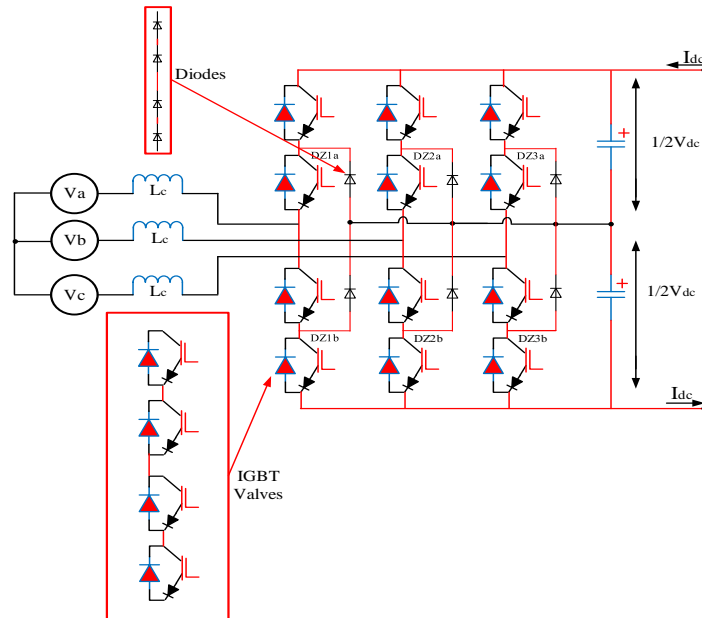 Idc
Diodes
+
1/2Vdc
DZ1a
DZ2a
DZ3a
Va
Lc
Vb
Lc
Vc
Lc
+
1/2Vdc
DZ1b
DZ2b
DZ3b
Idc
IGBT
Valves